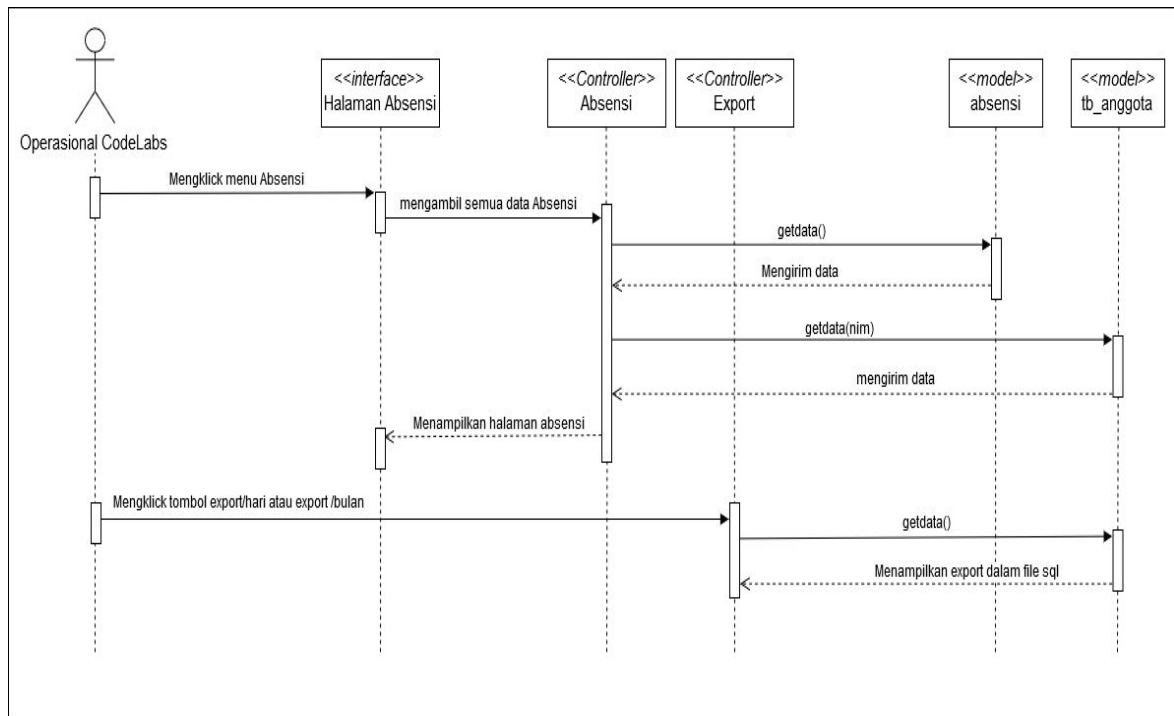 <<interface>>
Halaman Absensi
<<Controller>>
Absensi
<<Controller>>
Export
<<model>>
absensi
<<model>>
tb_anggota
Operasional CodeLabs
Mengklick menu Absensi
mengambil semua data Absensi
getdata()
Mengirim data
getdata(nim)
mengirim data
Menampilkan halaman absensi
Mengklick tombol export/hari atau export /bulan
getdata()
Menampilkan export dalam file sql